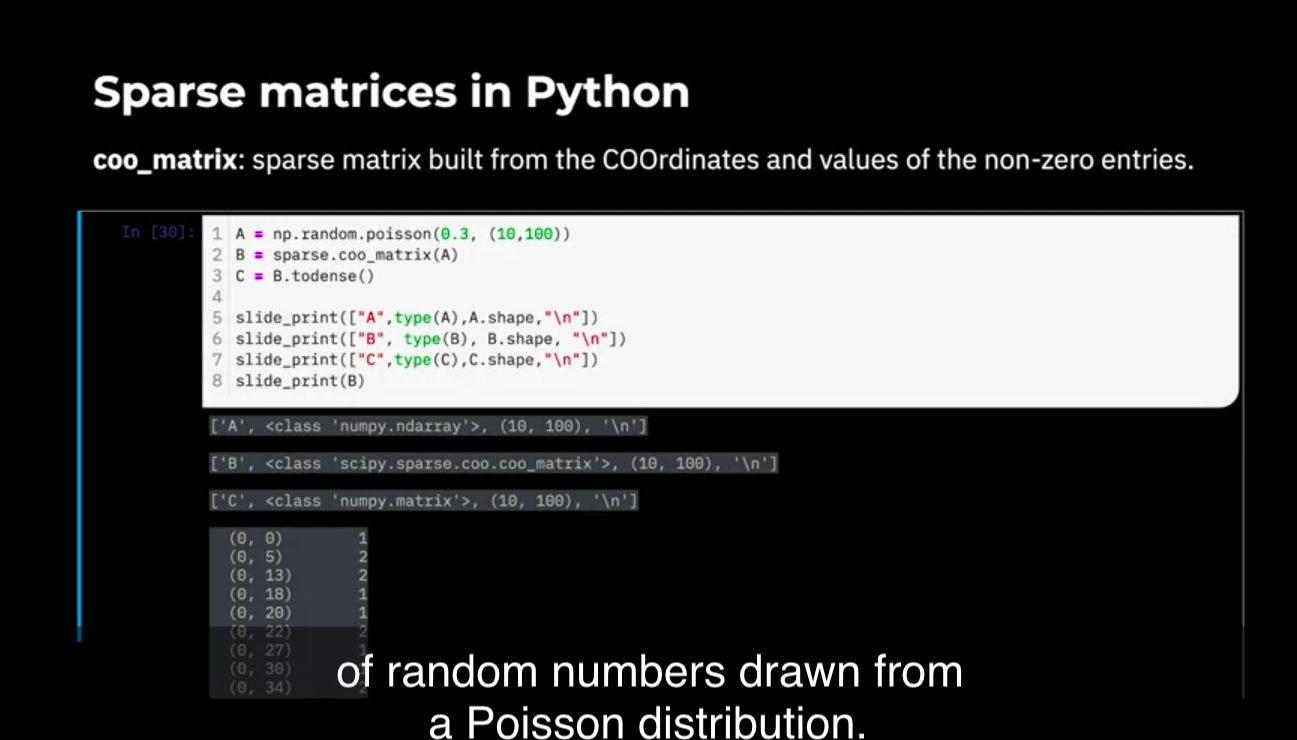 Sparse matrices in Python
coo_matrix: sparse matrix built from the COOrdinates and values of the non-zero entries.
In [30]:
1 A = np.random.poisson(0.3, (10,100))
2 B = sparse.coo_matrix(A)
3 C = B.todense()
4
5 slide_print(["A",type(A),A.shape,"\n"])
6 slide_print(["B", type(B), B.shape, "\n"])
7 slide_print(["C",type(C),C.shape,"\n"])
8 slide_print(B)
['A', <class 'numpy.ndarray'>, (10, 100), '\n']
['B', <class 'scipy.sparse.coo.coo_matrix'>, (10, 100), '\n']
['C', <class 'numpy.matrix'>, (10, 100), '\n']
(0, 0) 1
(0, 5) 2
(0, 13) 2
(0, 18) 1
(0, 20) 1
(0, 22) 2
(0, 27) 1
(0, 30)
(0, 34) 2
of random numbers drawn from
a Poisson distribution.